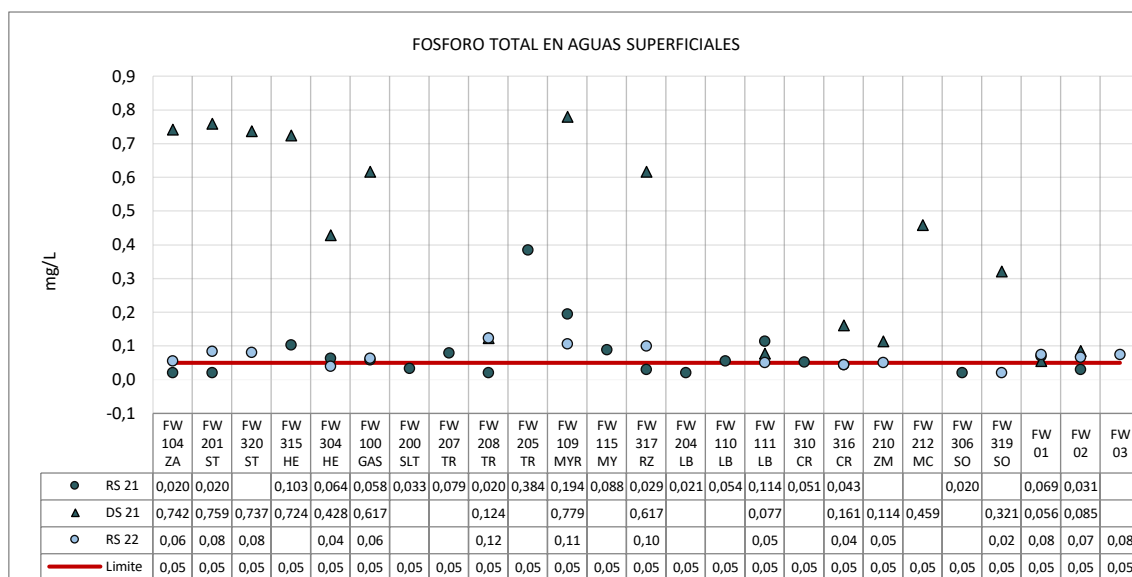 FOSFORO TOTAL EN AGUAS SUPERFICIALES
mg/L
0,9
0,8
0,7
0,6
0,5
0,4
0,3
0,2
0,1
0,0
-0,1
FW 104 ZA FW 201 ST FW 320 ST FW 315 HE FW 304 HE FW 100 GAS FW 200 SLT FW 207 TR FW 208 TR FW 205 TR FW 109 MYR FW 115 MY FW 317 RZ FW 204 LB FW 110 LB FW 111 LB FW 310 CR FW 316 CR FW 210 ZM FW 212 MC FW 306 SO FW 319 SO FW 01 FW 02 FW 03
RS 21 0,020 0,020 0,103 0,064 0,058 0,033 0,079 0,020 0,384 0,194 0,088 0,029 0,021 0,054 0,114 0,051 0,043 0,020 0,069 0,031
DS 21 0,742 0,759 0,737 0,724 0,428 0,617 0,124 0,779 0,617 0,077 0,161 0,114 0,459 0,321 0,056 0,085
RS 22 0,06 0,08 0,08 0,04 0,06 0,12 0,11 0,10 0,05 0,04 0,05 0,02 0,08 0,07 0,08
Limite 0,05 0,05 0,05 0,05 0,05 0,05 0,05 0,05 0,05 0,05 0,05 0,05 0,05 0,05 0,05 0,05 0,05 0,05 0,05 0,05 0,05 0,05 0,05 0,05 0,05